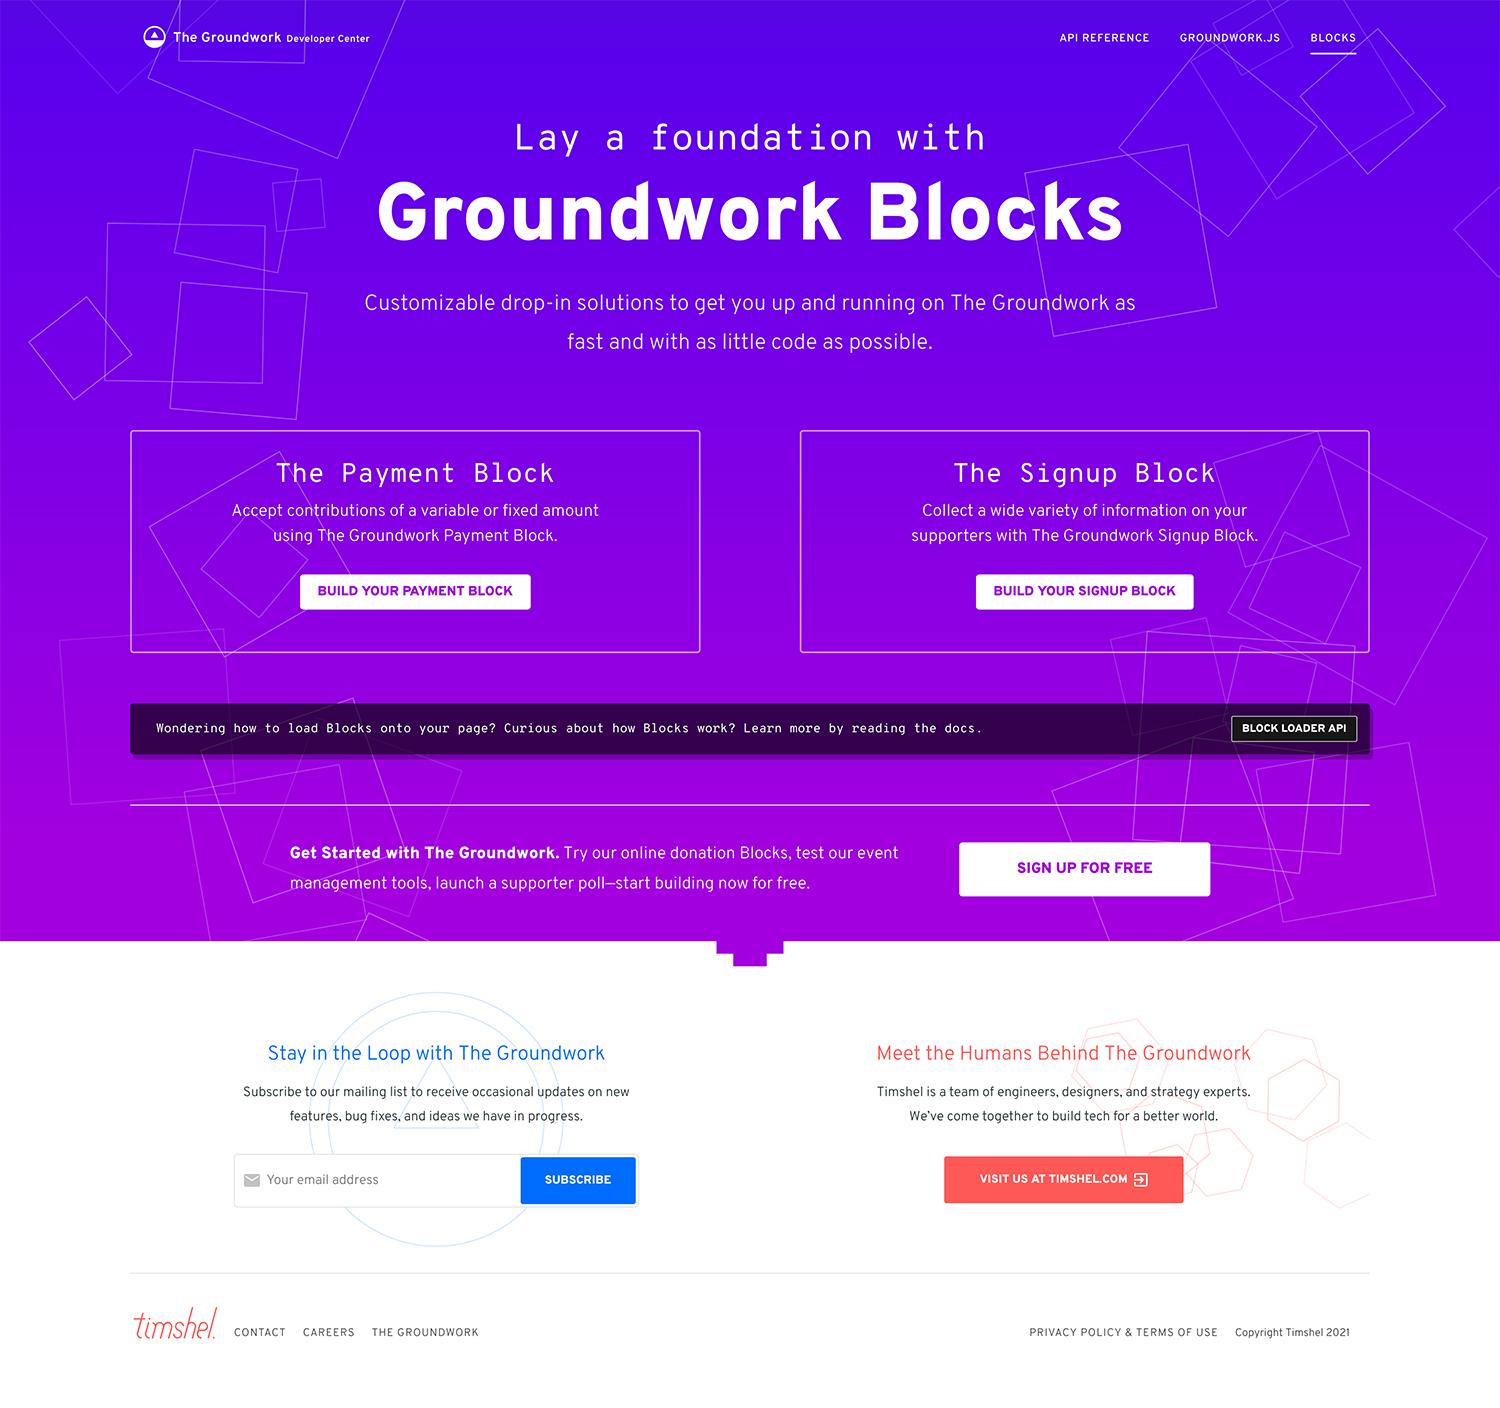 The Groundwork Developer Center
API REFERENCE GROUNDWORK.JS BLOCKS
Lay a foundation with
Groundwork Blocks
Customizable drop-in solutions to get you up and running on The Groundwork as
fast and with as little code as possible.
The Payment Block
Accept contributions of a variable or fixed amount
using The Groundwork Payment Block.
BUILD YOUR PAYMENT BLOCK
The Signup Block
Collect a wide variety of information on your
supporters with The Groundwork Signup Block.
BUILD YOUR SIGNUP BLOCK
Wondering how to load Blocks onto your page? Curious about how Blocks work? Learn more by reading the docs.
BLOCK LOADER API
Get Started with The Groundwork. Try our online donation Blocks, test our event
management tools, launch a supporter poll—start building now for free.
SIGN UP FOR FREE
Stay in the Loop with The Groundwork
Subscribe to our mailing list to receive occasional updates on new
features, bug fixes, and ideas we have in progress.
Your email address
SUBSCRIBE
Meet the Humans Behind The Groundwork
Timshel is a team of engineers, designers, and strategy experts.
We've come together to build tech for a better world.
VISIT US AT TIMSHEL.COM
timshel.
CONTACT CAREERS THE GROUNDWORK
PRIVACY POLICY & TERMS OF USE Copyright Timshel 2021